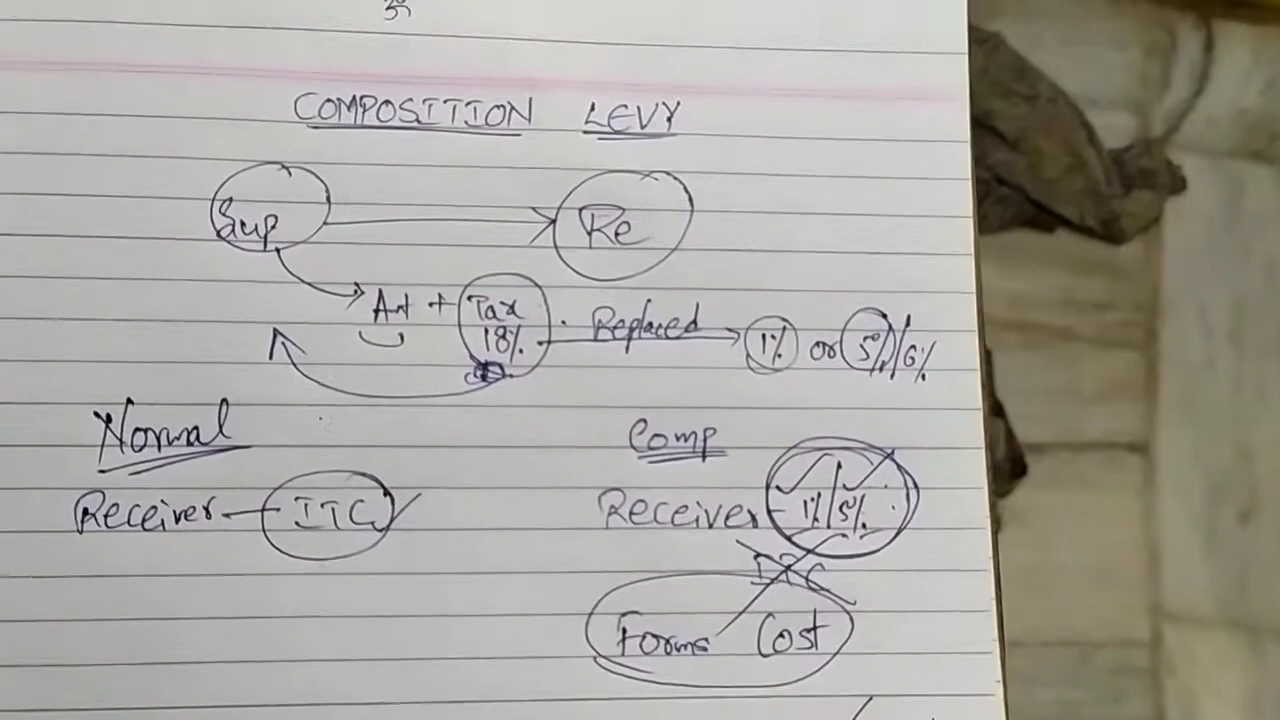 COMPOSITION LEVY
Sup Re
Amt + Tax 18% . Replaced 1% or 5%/6%
Normal Comp
Receiver - ITC Receiver - 1%/5%
ITC
Forms Cost